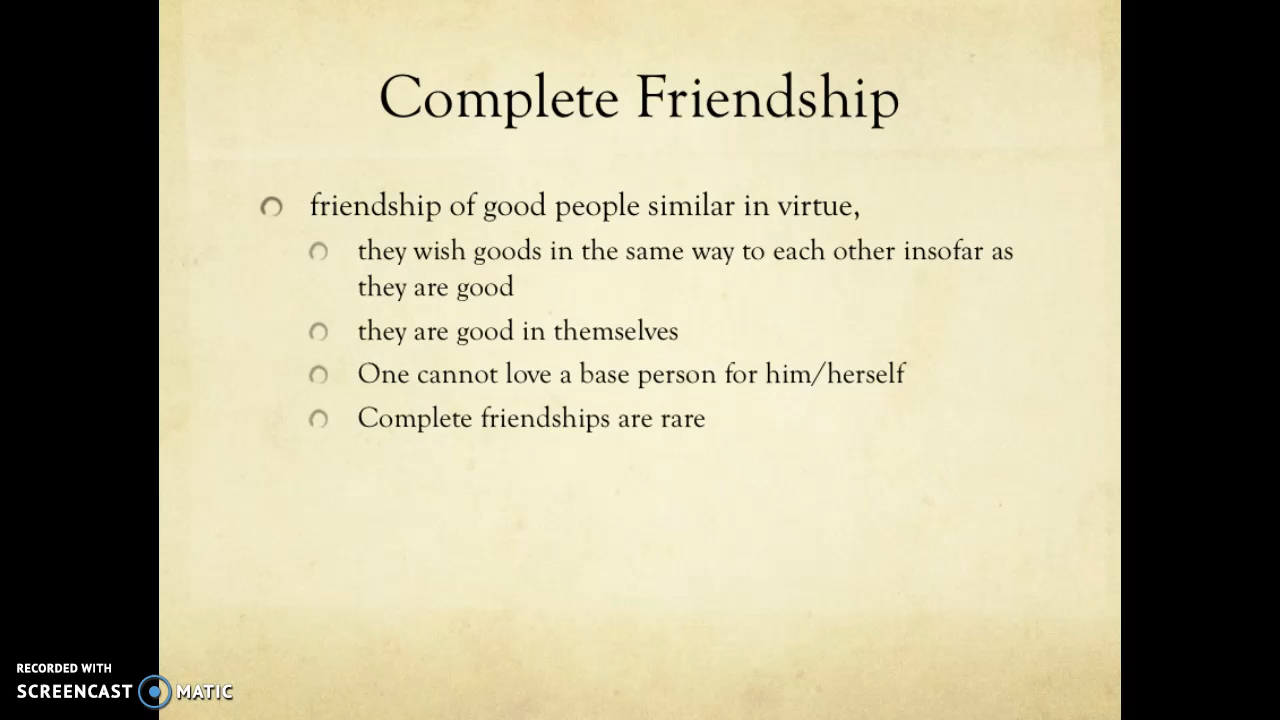 Complete Friendship
friendship of good people similar in virtue,
they wish goods in the same way to each other insofar as
they are good
they are good in themselves
One cannot love a base person for him/herself
Complete friendships are rare
RECORDED WITH
SCREENCAST MATIC